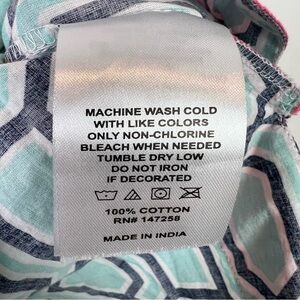 MACHINE WASH COLD
WITH LIKE COLORS
ONLY NON-CHLORINE
BLEACH WHEN NEEDED
TUMBLE DRY LOW
DO NOT IRON
IF DECORATED
100% COTTON
RN# 147258
MADE IN INDIA